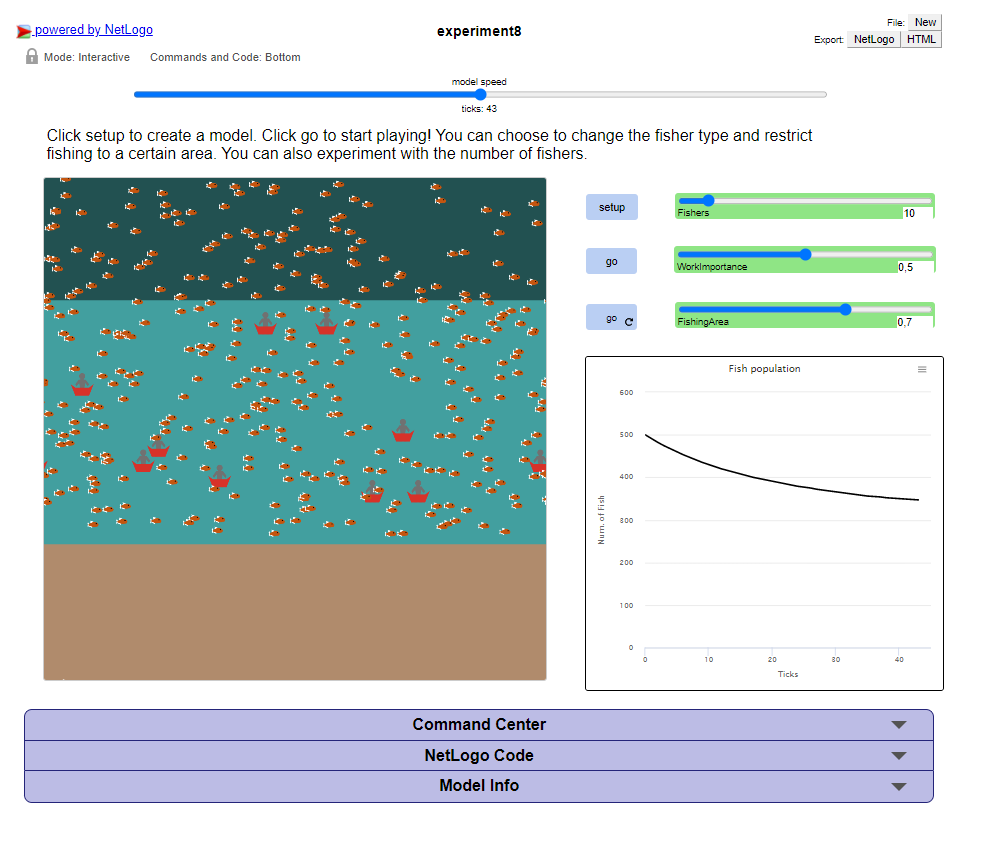 powered by NetLogo
experiment8
File: New
Export: NetLogo HTML
Mode: Interactive Commands and Code: Bottom
model speed
ticks: 43
Click setup to create a model. Click go to start playing! You can choose to change the fisher type and restrict
fishing to a certain area. You can also experiment with the number of fishers.
setup
Fishers 10
go
WorkImportance 0,5
go
FishingArea 0,7
Fish population
600
500
400
300
200
100
0
Num. of Fish
0 10 20 30 40
Ticks
Command Center
NetLogo Code
Model Info